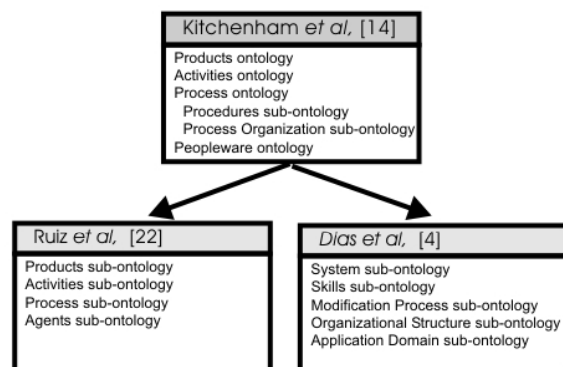 Kitchenham et al, [14]
Products ontology
Activities ontology
Process ontology
Procedures sub-ontology
Process Organization sub-ontology
Peopleware ontology
Ruiz et al, [22]
Products sub-ontology
Activities sub-ontology
Process sub-ontology
Agents sub-ontology
Dias et al, [4]
System sub-ontology
Skills sub-ontology
Modification Process sub-ontology
Organizational Structure sub-ontology
Application Domain sub-ontology